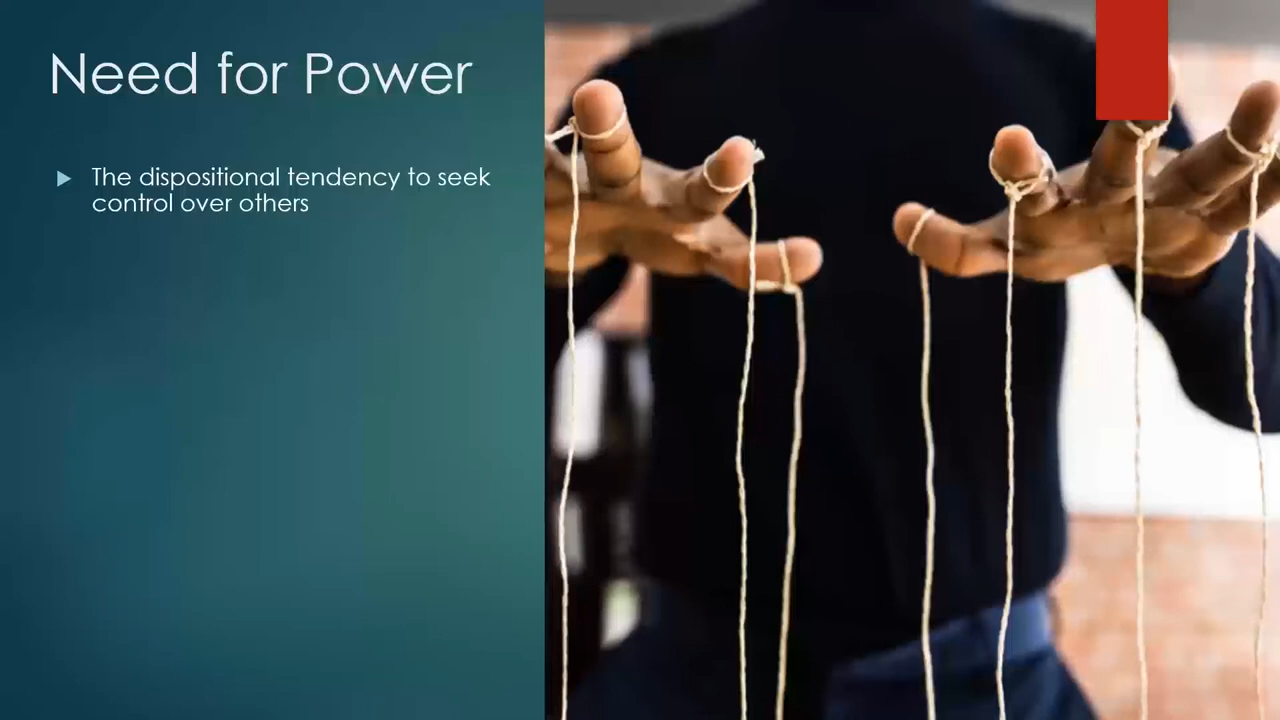 Need for Power
The dispositional tendency to seek
control over others